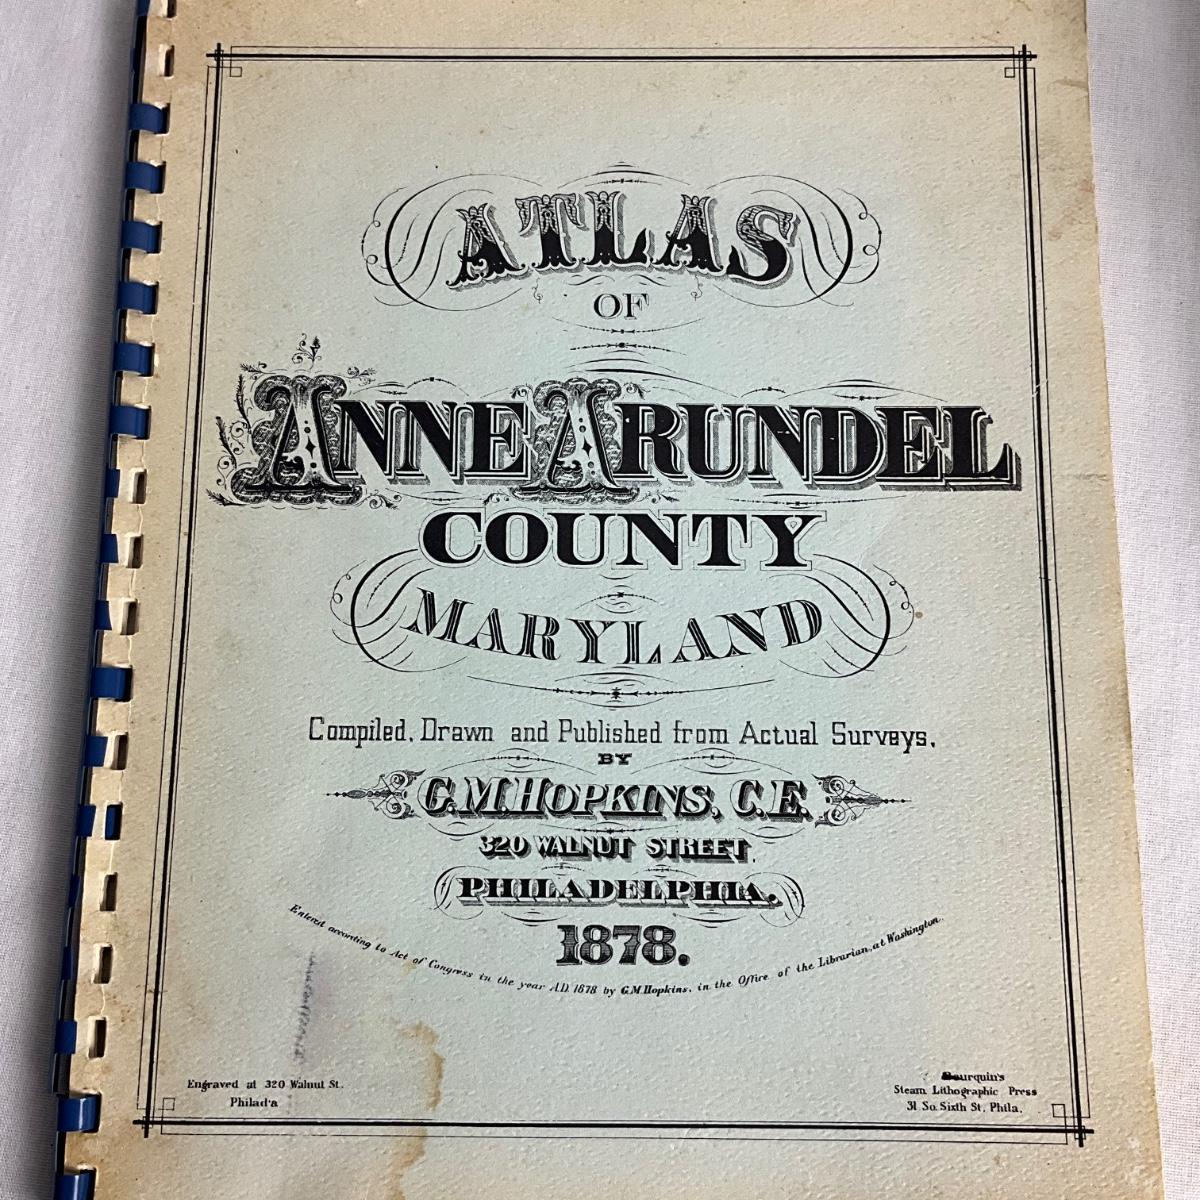 ATLAS
OF
ANNE ARUNDEL
COUNTY
MARYLAND
Compiled, Drawn and Published from Actual Surveys,
BY
G.M. HOPKINS, C.E.
320 WALNUT STREET,
PHILADELPHIA.
1878.
Entered according to Act of Congress in the year A.D. 1878 by G.M. Hopkins, in the Office of the Librarian, at Washington.
Engraved at 320 Walnut St.
Philad'a
Bourquin's
Steam Lithographic Press
31 So. Sixth St. Phila.